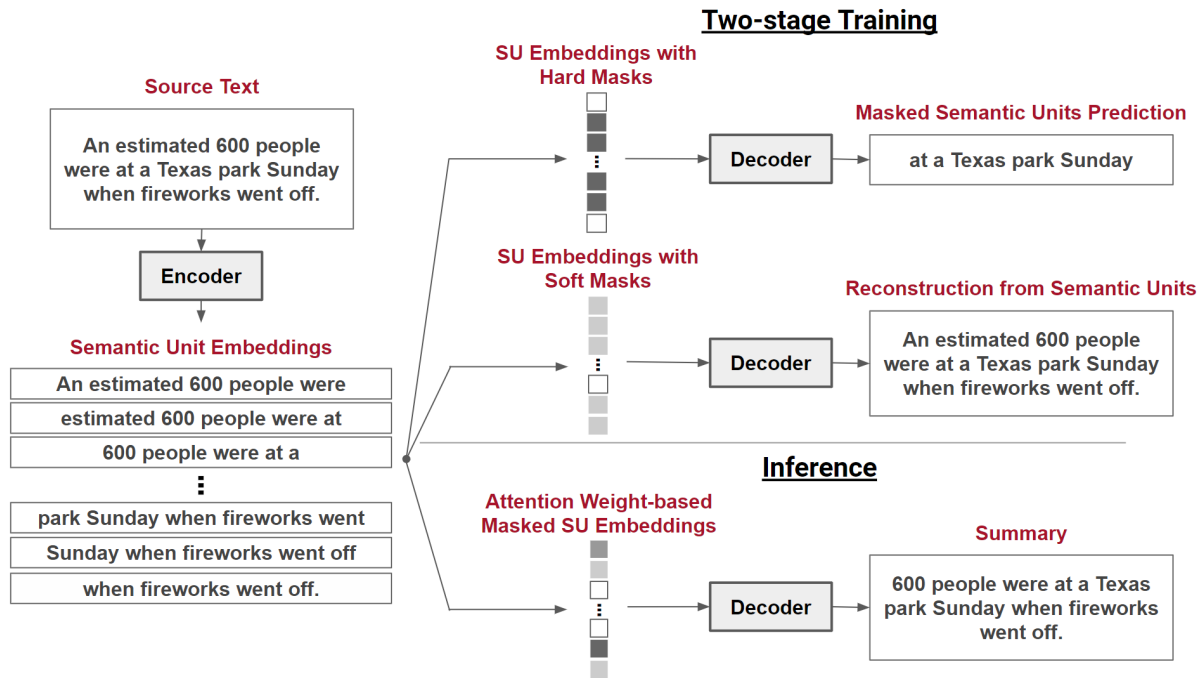 Two-stage Training
Source Text
An estimated 600 people
were at a Texas park Sunday
when fireworks went off.
Encoder
Semantic Unit Embeddings
An estimated 600 people were
estimated 600 people were at
600 people were at a
park Sunday when fireworks went
Sunday when fireworks went off
when fireworks went off.
SU Embeddings with
Hard Masks
Decoder
Masked Semantic Units Prediction
at a Texas park Sunday
SU Embeddings with
Soft Masks
Decoder
Reconstruction from Semantic Units
An estimated 600 people
were at a Texas park Sunday
when fireworks went off.
Inference
Attention Weight-based
Masked SU Embeddings
Decoder
Summary
600 people were at a Texas
park Sunday when fireworks
went off.